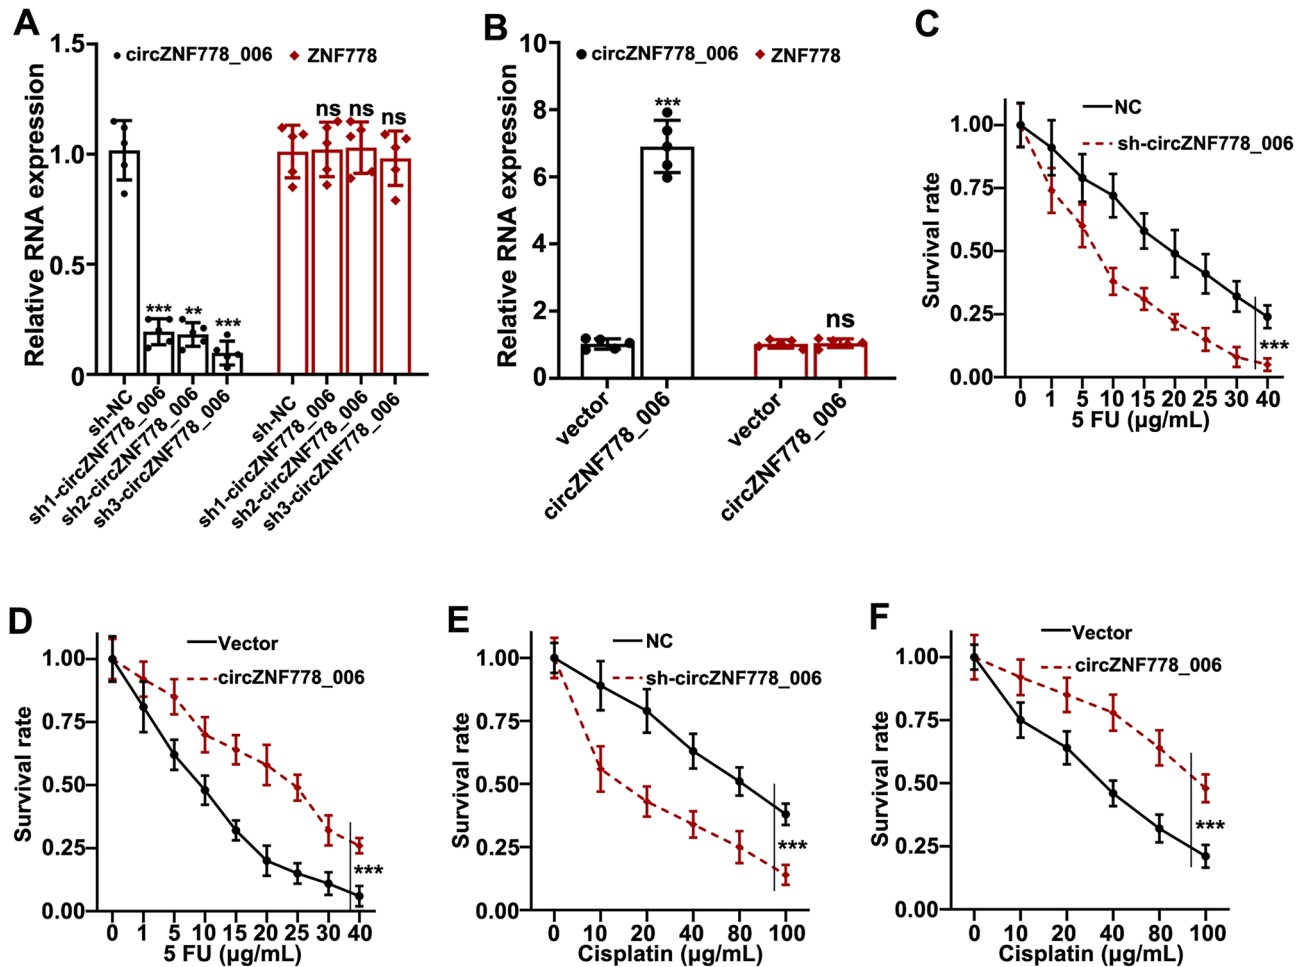 A
circZNF778_006
ZNF778
Relative RNA expression
1.5
1.0
0.5
0
***
**
***
ns
ns
ns
sh-NC
sh1-circZNF778_006
sh2-circZNF778_006
sh3-circZNF778_006
sh-NC
sh1-circZNF778_006
sh2-circZNF778_006
sh3-circZNF778_006
B
circZNF778_006
ZNF778
Relative RNA expression
10
8
6
4
2
0
***
ns
vector
circZNF778_006
vector
circZNF778_006
C
NC
sh-circZNF778_006
Survival rate
1.00
0.75
0.50
0.25
0.00
***
0 1 5 10 15 20 25 30 40
5 FU (µg/mL)
D
Vector
circZNF778_006
Survival rate
1.00
0.75
0.50
0.25
0.00
***
0 1 5 10 15 20 25 30 40
5 FU (µg/mL)
E
NC
sh-circZNF778_006
Survival rate
1.00
0.75
0.50
0.25
0.00
***
0 10 20 40 80 100
Cisplatin (µg/mL)
F
Vector
circZNF778_006
Survival rate
1.00
0.75
0.50
0.25
0.00
***
0 10 20 40 80 100
Cisplatin (µg/mL)